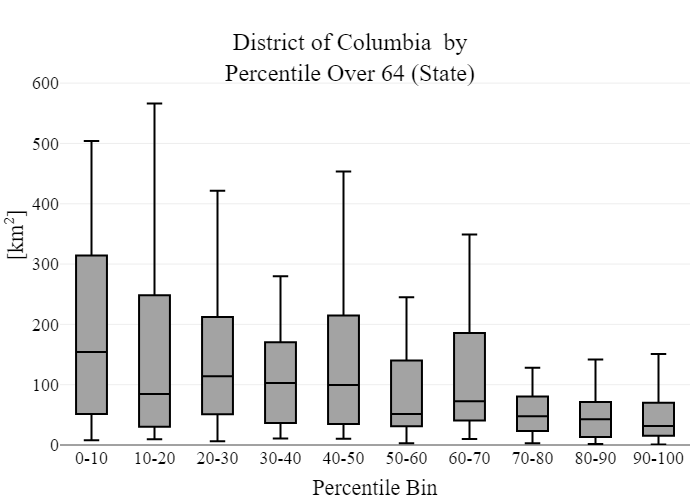 District of Columbia by
Percentile Over 64 (State)
600
500
400
300
200
100
0
[km²]
0-10 10-20 20-30 30-40 40-50 50-60 60-70 70-80 80-90 90-100
Percentile Bin